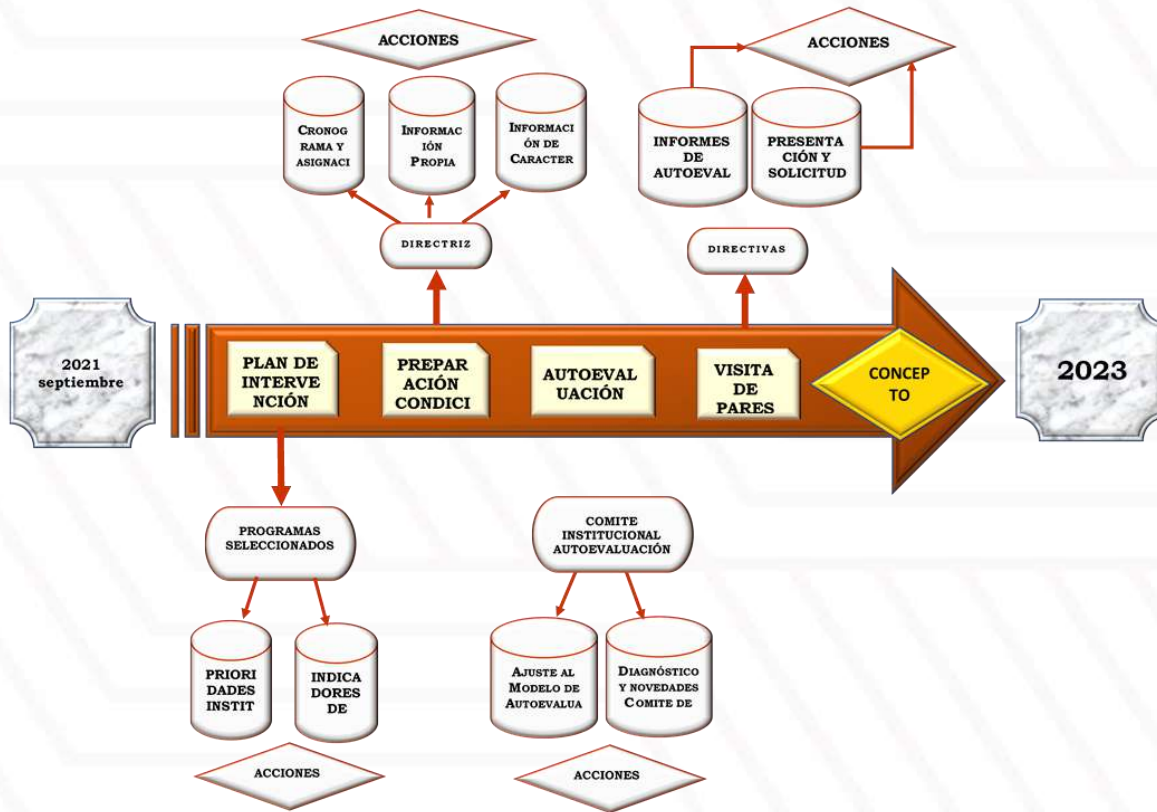 ACCIONES
CRONOG
RAMA Y
ASIGNACI
INFORMAC
IÓN
PROPIA
INFORMACI
ÓN DE
CARACTER
DIRECTRIZ
ACCIONES
INFORMES
DE
AUTOEVAL
PRESENTA
CIÓN Y
SOLICITUD
DIRECTIVAS
2021
septiembre
PLAN DE
INTERVE
NCIÓN
PREPAR
ACIÓN
CONDICI
AUTOEVAL
UACIÓN
VISITA
DE
PARES
CONCEP
TO
2023
PROGRAMAS
SELECCIONADOS
PRIORI
DADES
INSTIT
INDICA
DORES
DE
ACCIONES
COMITE
INSTITUCIONAL
AUTOEVALUACIÓN
AJUSTE AL
MODELO DE
AUTOEVALUA
DIAGNÓSTICO
Y NOVEDADES
COMITE DE
ACCIONES